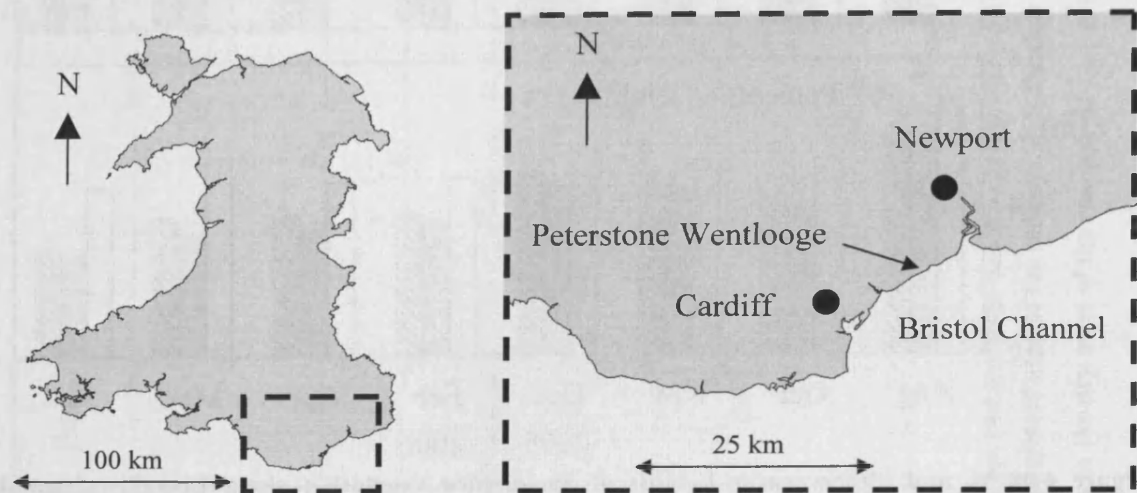 N
100 km
N
Newport
Peterstone Wentlooge
Cardiff
Bristol Channel
25 km